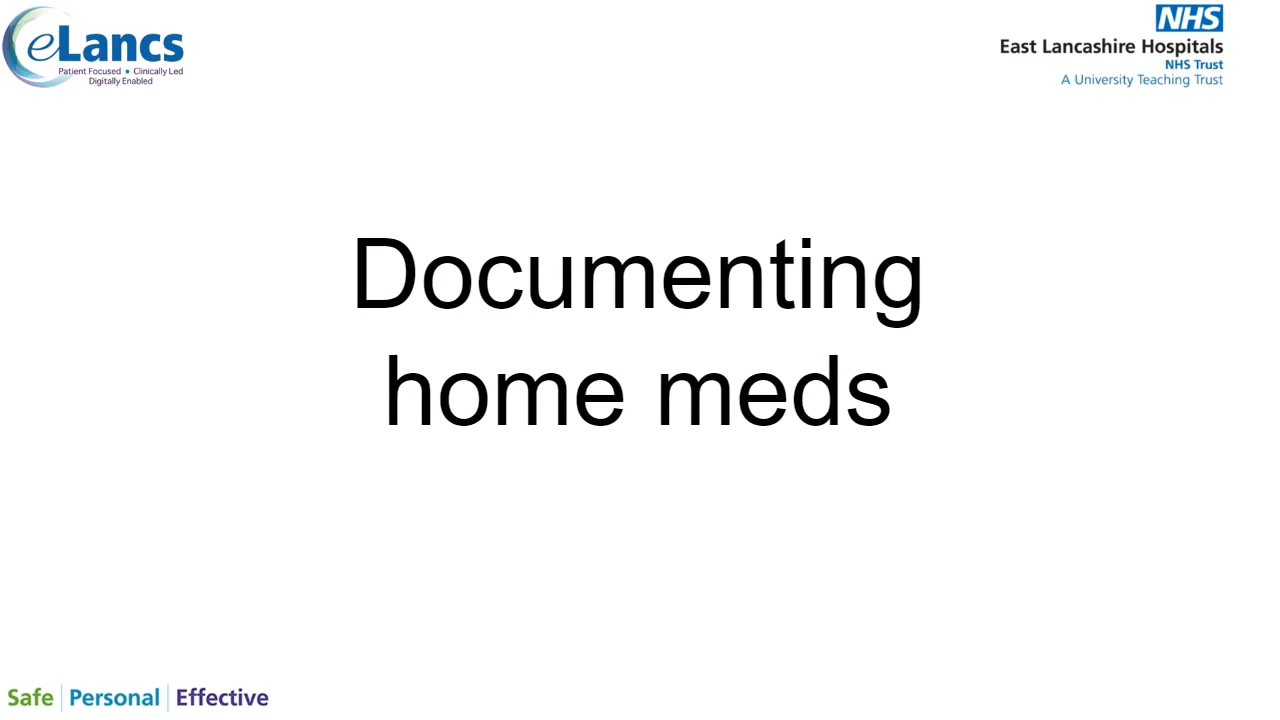 eLancs
Patient Focused • Clinically Led
Digitally Enabled
NHS
East Lancashire Hospitals
NHS Trust
A University Teaching Trust
Documenting
home meds
Safe Personal Effective